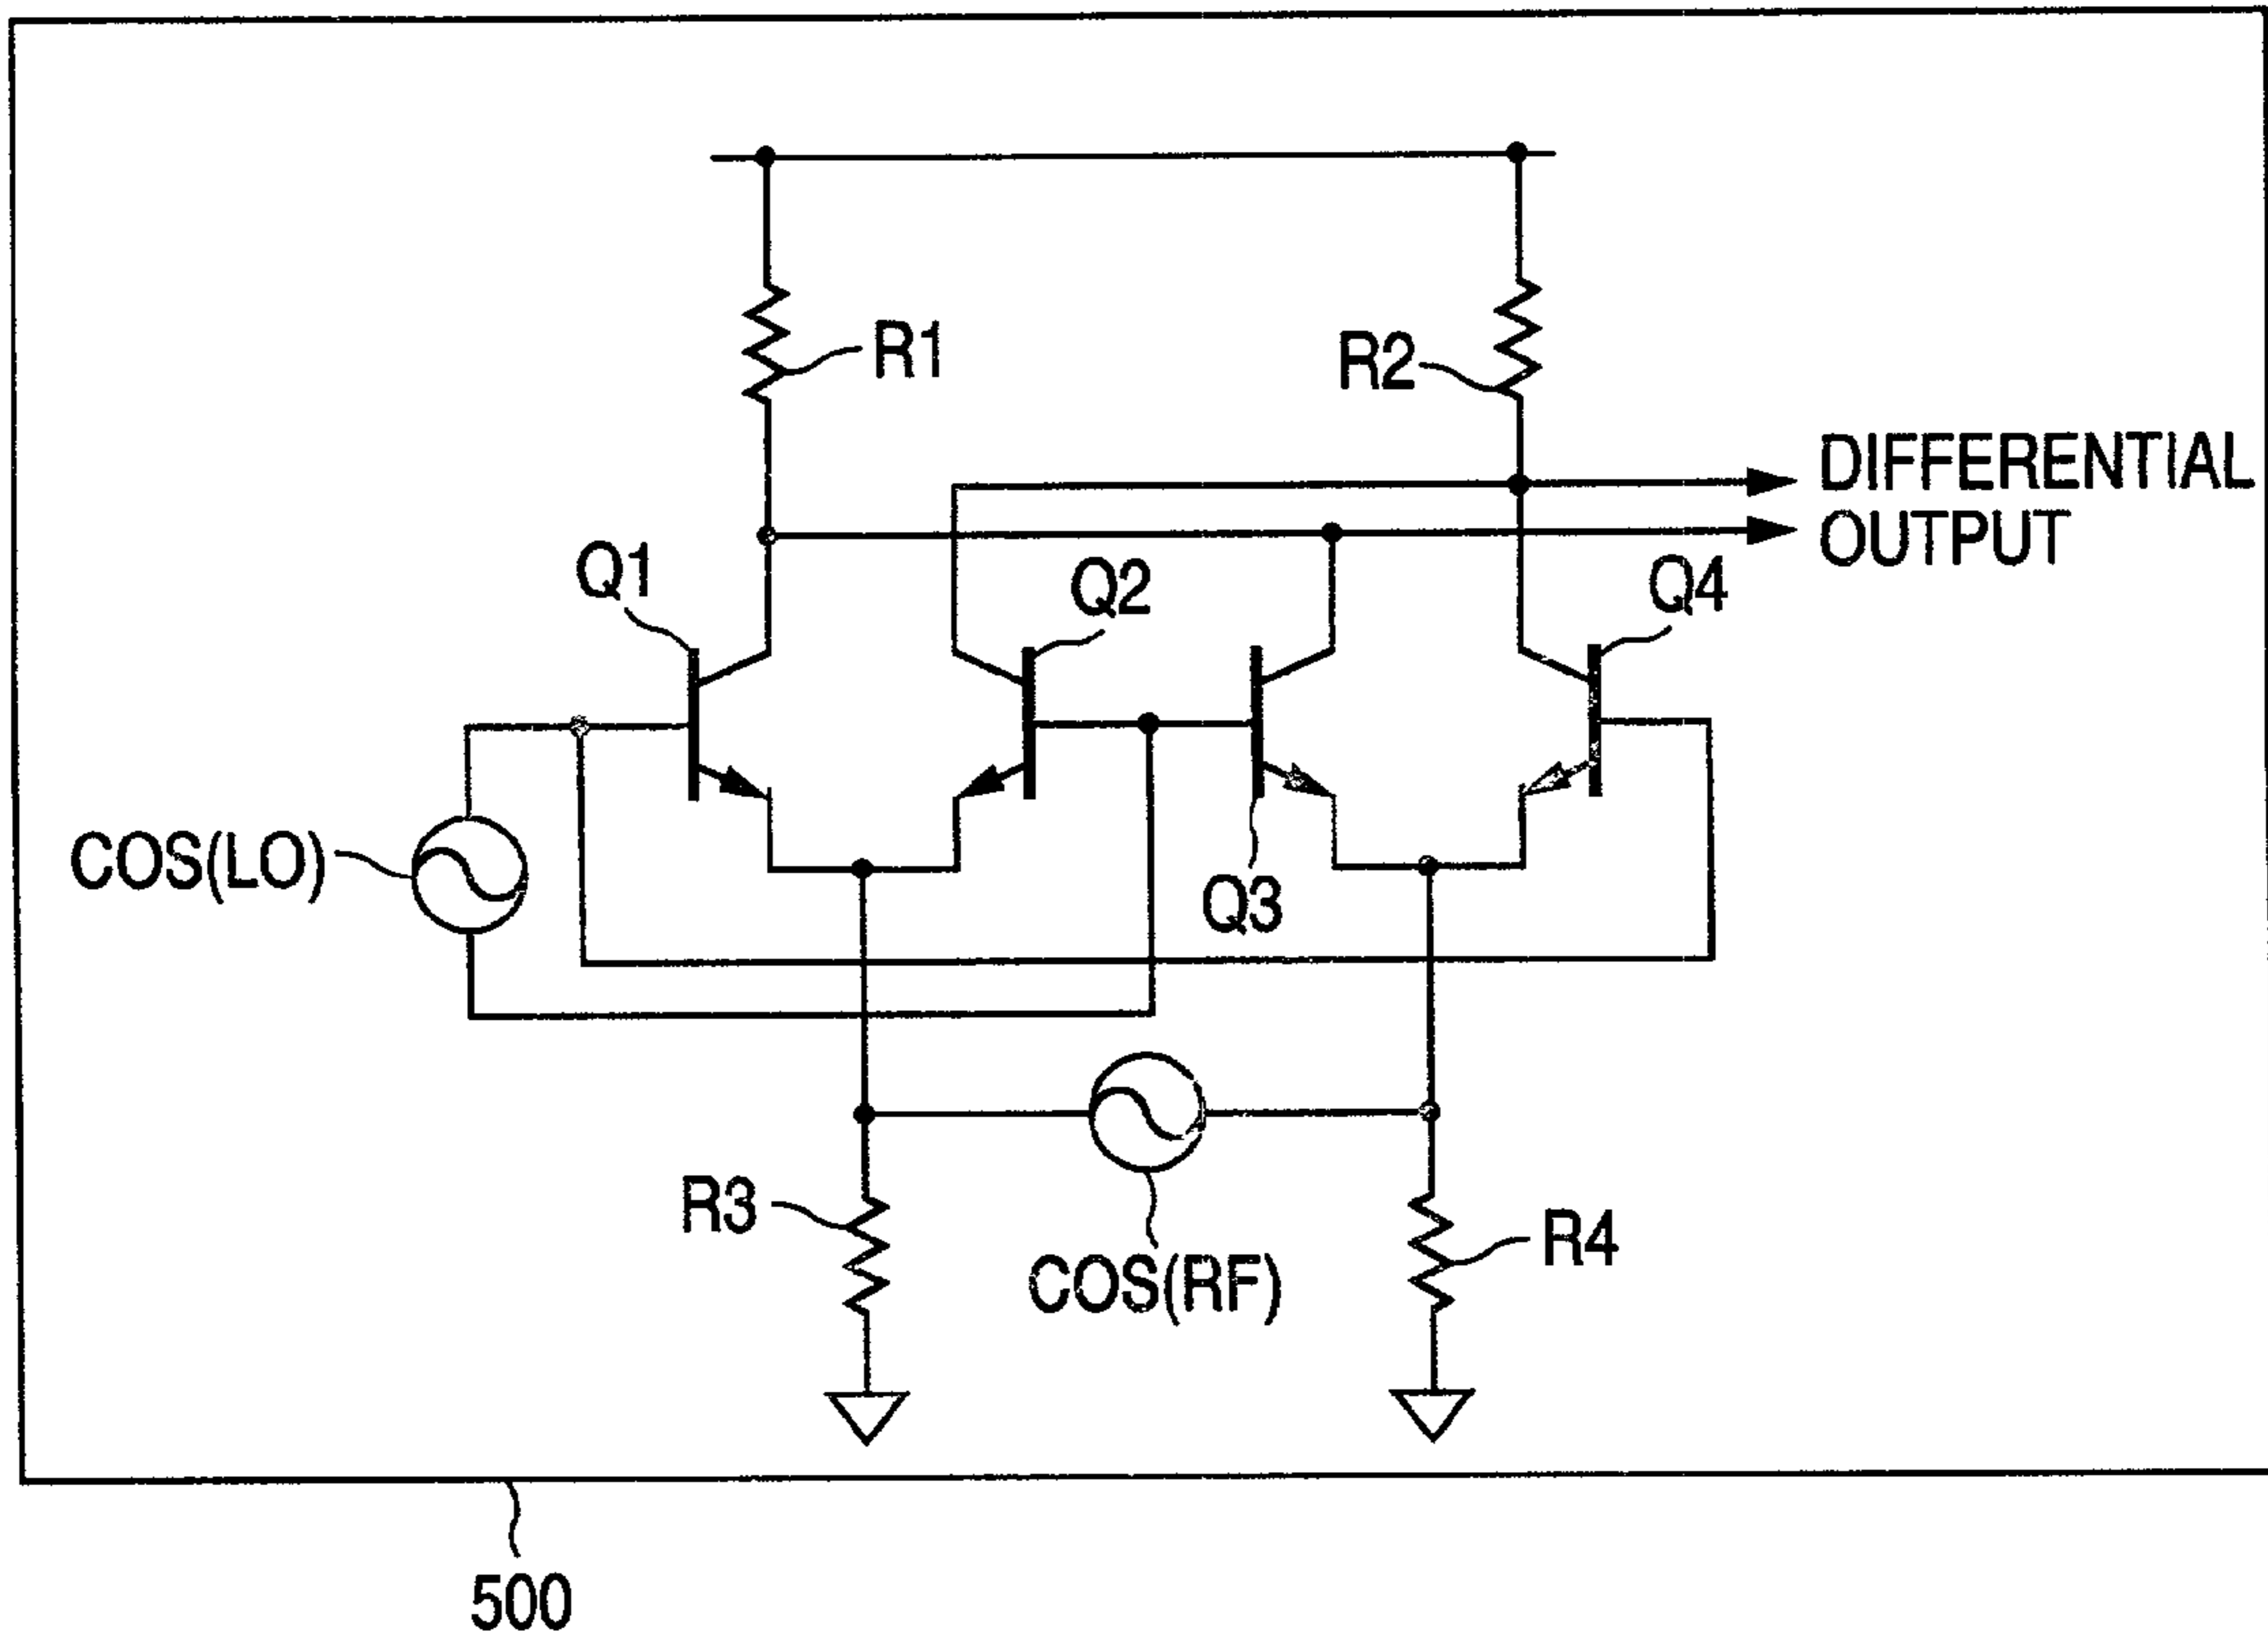 R1
R2
DIFFERENTIAL
OUTPUT
Q1
Q2
Q4
COS(LO)
Q3
R3
COS(RF)
R4
500